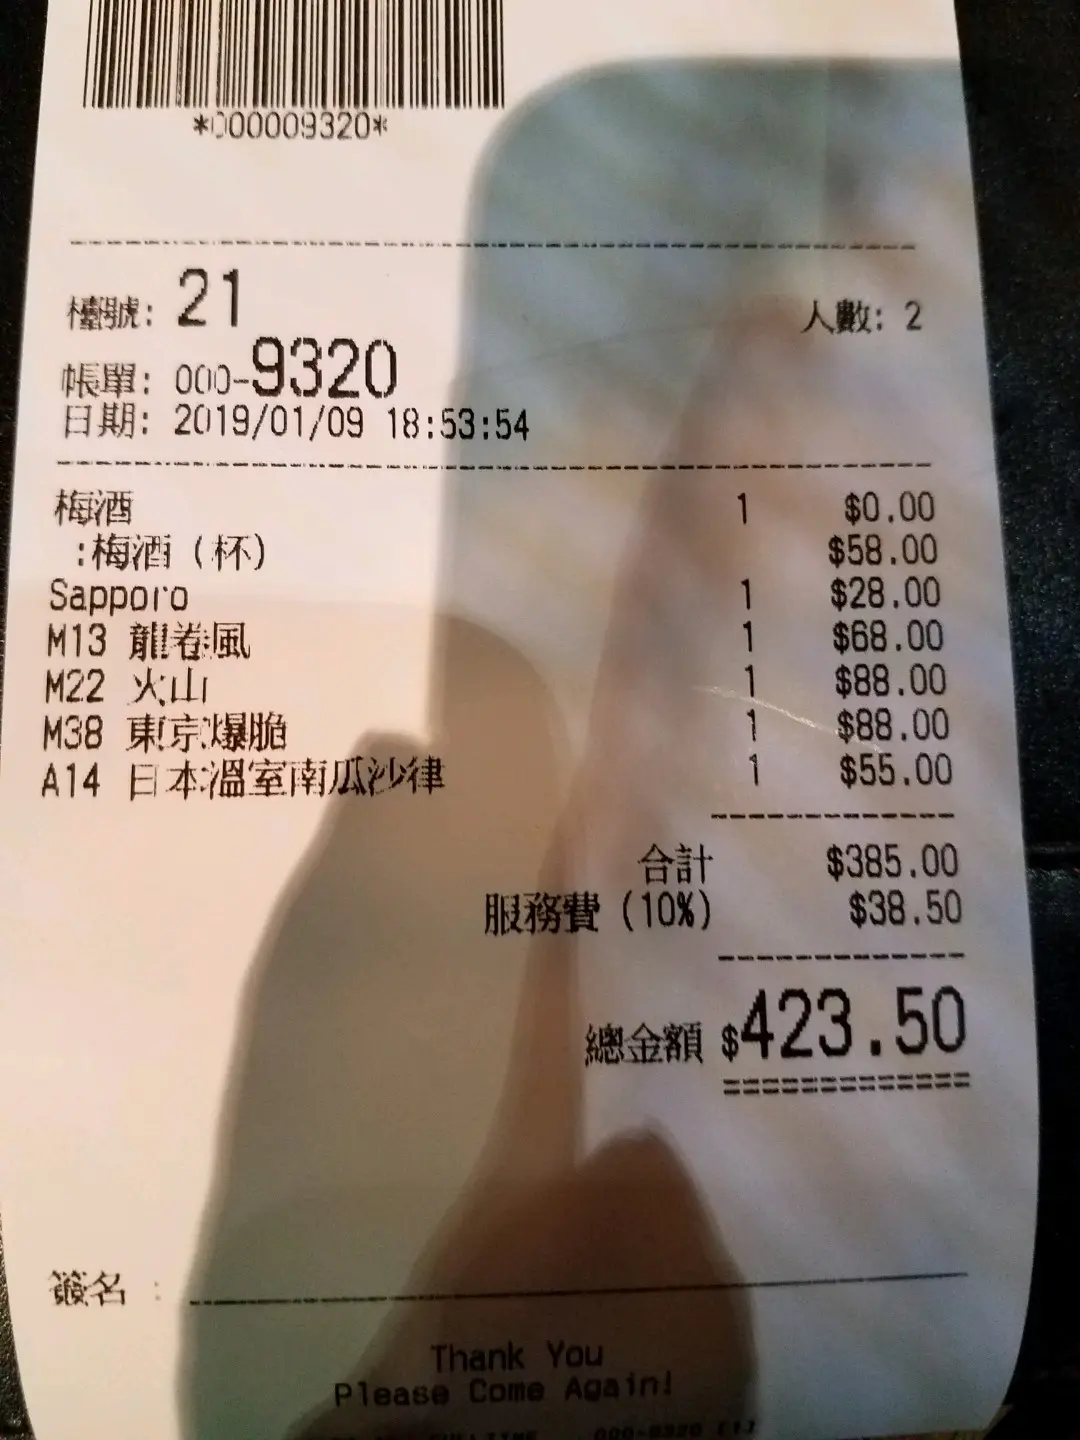 *000009320*
檯號: 21
人數: 2
帳單: 000-9320
日期: 2019/01/09 18:53:54
梅酒 1 $0.00
:梅酒 (杯) $58.00
Sapporo 1 $28.00
M13 龍卷風 1 $68.00
M22 火山 1 $88.00
M38 東京爆脆 1 $88.00
A14 日本溫室南瓜沙律 1 $55.00
合計 $385.00
服務費 (10%) $38.50
總金額 $423.50
簽名 :
Thank You
Please Come Again!
000-9320 (1)